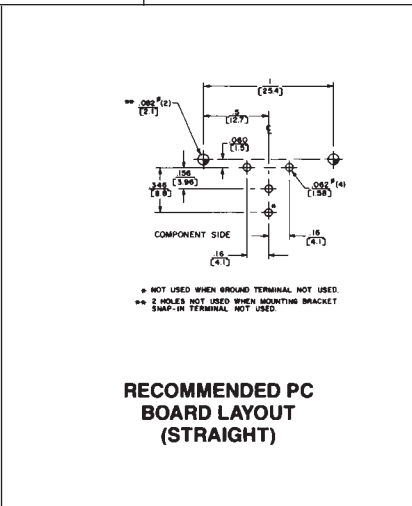 1
[25.4]
** .082⌀(2)
[2.1]
.5
[12.7]
℄
.060
[1.5]
.156
[3.96]
.346
[8.8]
.062⌀(4)
[1.58]
*
COMPONENT SIDE
.16
[4.1]
.16
[4.1]
* NOT USED WHEN GROUND TERMINAL NOT USED.
** 2 HOLES NOT USED WHEN MOUNTING BRACKET
SNAP-IN TERMINAL NOT USED.
RECOMMENDED PC
BOARD LAYOUT
(STRAIGHT)